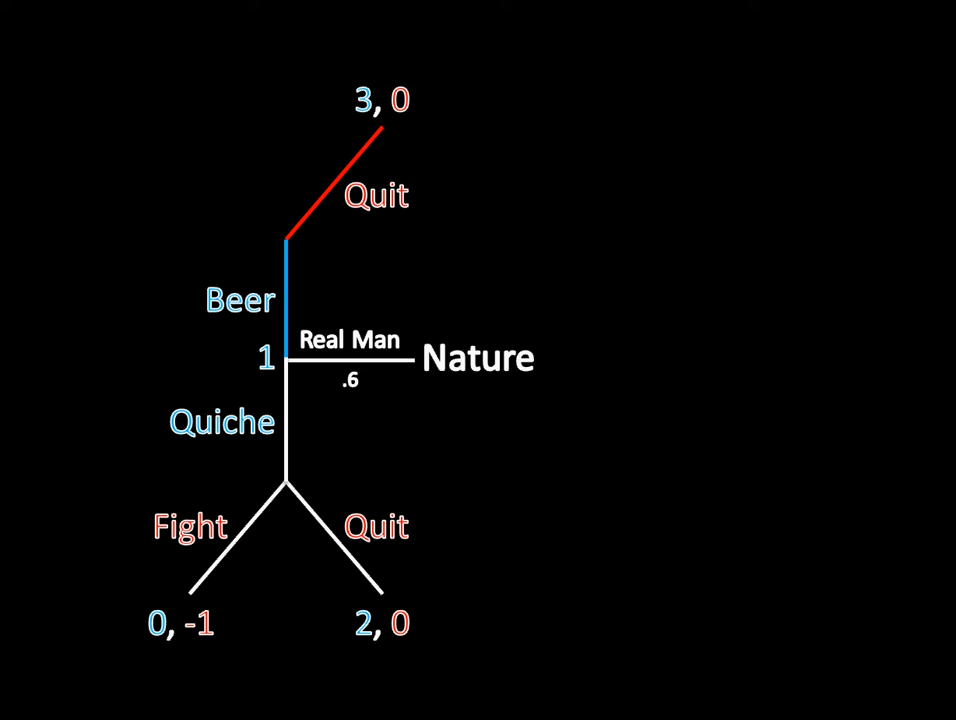 3, 0
Quit
Beer
Real Man
1
Nature
.6
Quiche
Fight
Quit
0, -1
2, 0